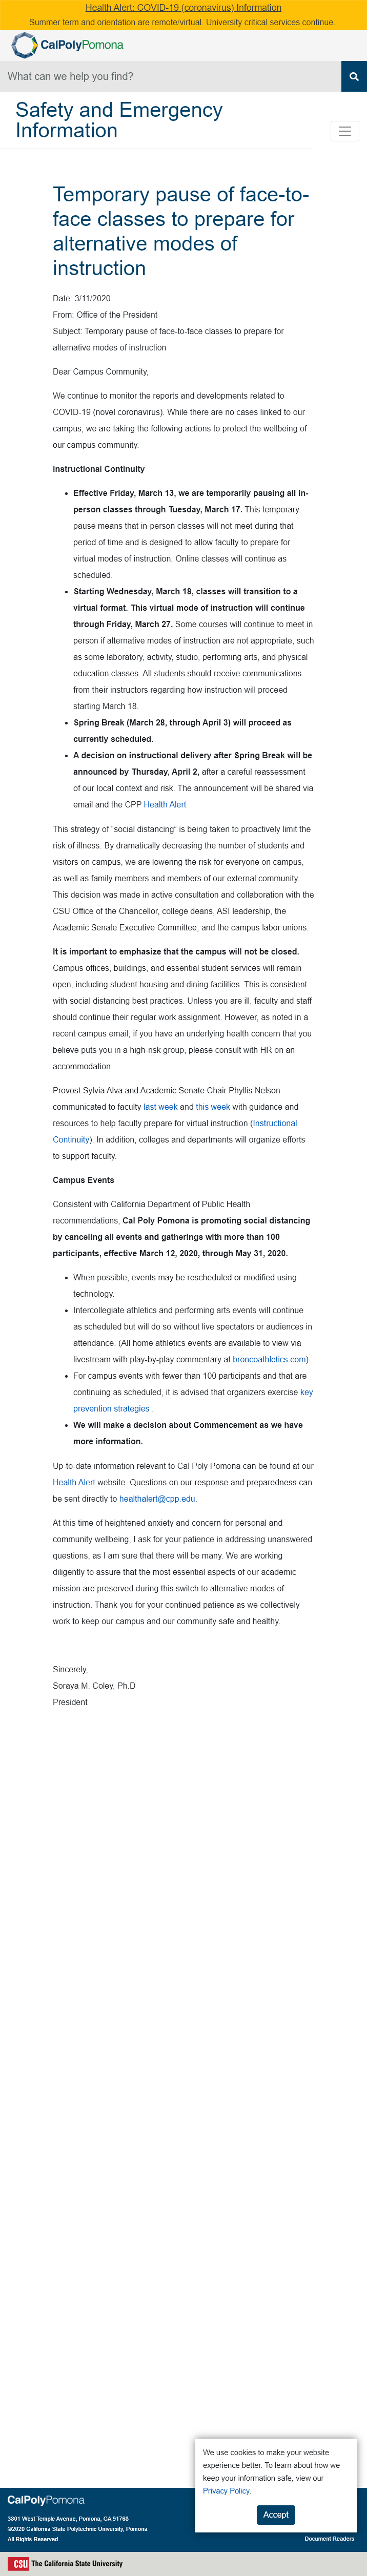 Health Alert: COVID-19 (coronavirus) Information
Summer term and orientation are remote/virtual. University critical services continue
CalPolyPomona
What can we help you find?
Safety and Emergency
Information
Temporary pause of face-to-
face classes to prepare for
alternative modes of
instruction
Date: 3/11/2020
From: Office of the President
Subject: Temporary pause of face-to-face classes to prepare for
alternative modes of instruction
Dear Campus Community,
We continue to monitor the reports and developments related to
COVID-19 (novel coronavirus). While there are no cases linked to our
campus, we are taking the following actions to protect the wellbeing of
our campus community.
Instructional Continuity
• Effective Friday, March 13, we are temporarily pausing all in-
person classes through Tuesday, March 17. This temporary
pause means that in-person classes will not meet during that
period of time and is designed to allow faculty to prepare for
virtual modes of instruction. Online classes will continue as
scheduled.
• Starting Wednesday, March 18, classes will transition to a
virtual format. This virtual mode of instruction will continue
through Friday, March 27. Some courses will continue to meet in
person if alternative modes of instruction are not appropriate, such
as some laboratory, activity, studio, performing arts, and physical
education classes. All students should receive communications
from their instructors regarding how instruction will proceed
starting March 18.
• Spring Break (March 28, through April 3) will proceed as
currently scheduled.
• A decision on instructional delivery after Spring Break will be
announced by Thursday, April 2, after a careful reassessment
of our local context and risk. The announcement will be shared via
email and the CPP Health Alert
This strategy of “social distancing” is being taken to proactively limit the
risk of illness. By dramatically decreasing the number of students and
visitors on campus, we are lowering the risk for everyone on campus,
as well as family members and members of our external community.
This decision was made in active consultation and collaboration with the
CSU Office of the Chancellor, college deans, ASI leadership, the
Academic Senate Executive Committee, and the campus labor unions.
It is important to emphasize that the campus will not be closed.
Campus offices, buildings, and essential student services will remain
open, including student housing and dining facilities. This is consistent
with social distancing best practices. Unless you are ill, faculty and staff
should continue their regular work assignment. However, as noted in a
recent campus email, if you have an underlying health concern that you
believe puts you in a high-risk group, please consult with HR on an
accommodation.
Provost Sylvia Alva and Academic Senate Chair Phyllis Nelson
communicated to faculty last week and this week with guidance and
resources to help faculty prepare for virtual instruction (Instructional
Continuity). In addition, colleges and departments will organize efforts
to support faculty.
Campus Events
Consistent with California Department of Public Health
recommendations, Cal Poly Pomona is promoting social distancing
by canceling all events and gatherings with more than 100
participants, effective March 12, 2020, through May 31, 2020.
• When possible, events may be rescheduled or modified using
technology.
• Intercollegiate athletics and performing arts events will continue
as scheduled but will do so without live spectators or audiences in
attendance. (All home athletics events are available to view via
livestream with play-by-play commentary at broncoathletics.com).
• For campus events with fewer than 100 participants and that are
continuing as scheduled, it is advised that organizers exercise key
prevention strategies .
• We will make a decision about Commencement as we have
more information.
Up-to-date information relevant to Cal Poly Pomona can be found at our
Health Alert website. Questions on our response and preparedness can
be sent directly to healthalert@cpp.edu.
At this time of heightened anxiety and concern for personal and
community wellbeing, I ask for your patience in addressing unanswered
questions, as I am sure that there will be many. We are working
diligently to assure that the most essential aspects of our academic
mission are preserved during this switch to alternative modes of
instruction. Thank you for your continued patience as we collectively
work to keep our campus and our community safe and healthy.
Sincerely,
Soraya M. Coley, Ph.D
President
We use cookies to make your website
experience better. To learn about how we
keep your information safe, view our
Privacy Policy.
Accept
CalPolyPomona
3801 West Temple Avenue, Pomona, CA 91768
©2020 California State Polytechnic University, Pomona
All Rights Reserved
Document Readers
CSU The California State University